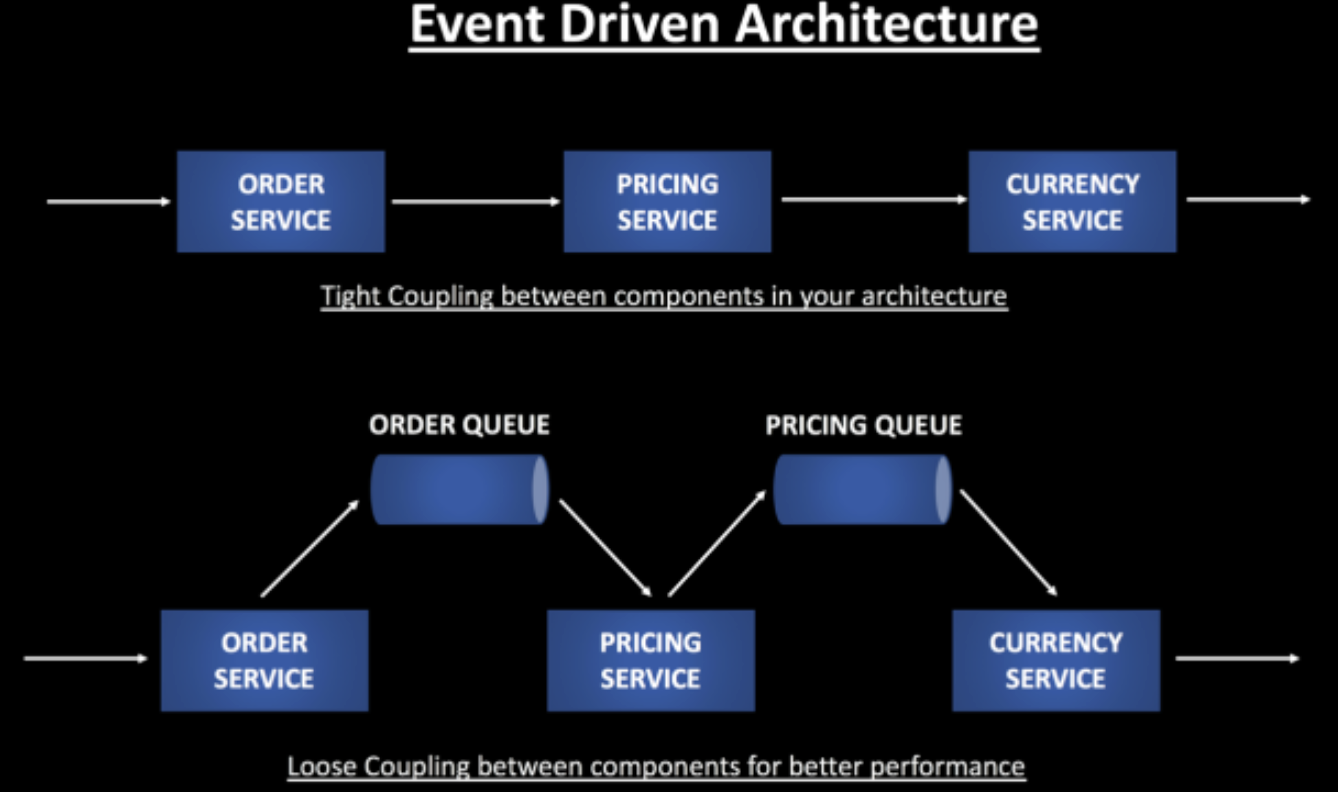 Event Driven Architecture
ORDER
SERVICE
PRICING
SERVICE
CURRENCY
SERVICE
Tight Coupling between components in your architecture
ORDER QUEUE
PRICING QUEUE
ORDER
SERVICE
PRICING
SERVICE
CURRENCY
SERVICE
Loose Coupling between components for better performance